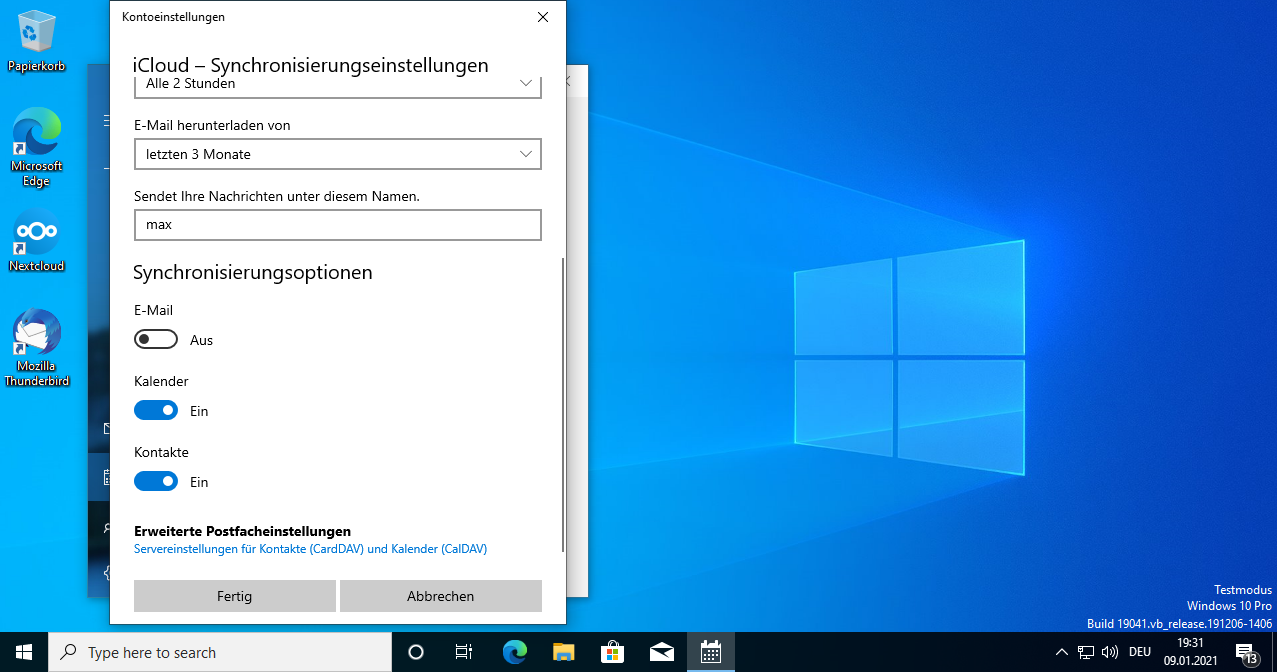 Papierkorb
Microsoft
Edge
Nextcloud
Mozilla
Thunderbird
Kontoeinstellungen
iCloud – Synchronisierungseinstellungen
Alle 2 Stunden
E-Mail herunterladen von
letzten 3 Monate
Sendet Ihre Nachrichten unter diesem Namen.
max
Synchronisierungsoptionen
E-Mail
Aus
Kalender
Ein
Kontakte
Ein
Erweiterte Postfacheinstellungen
Servereinstellungen für Kontakte (CardDAV) und Kalender (CalDAV)
Fertig
Abbrechen
Testmodus
Windows 10 Pro
Build 19041.vb_release.191206-1406
Type here to search
DEU
19:31
09.01.2021
13